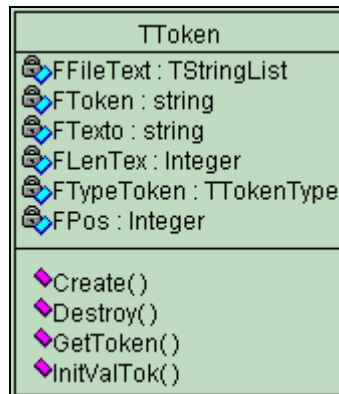 TToken
FFileText : TStringList
FToken : string
FTexto : string
FLenTex : Integer
FTypeToken : TTokenType
FPos : Integer
Create()
Destroy()
GetToken()
InitValTok()